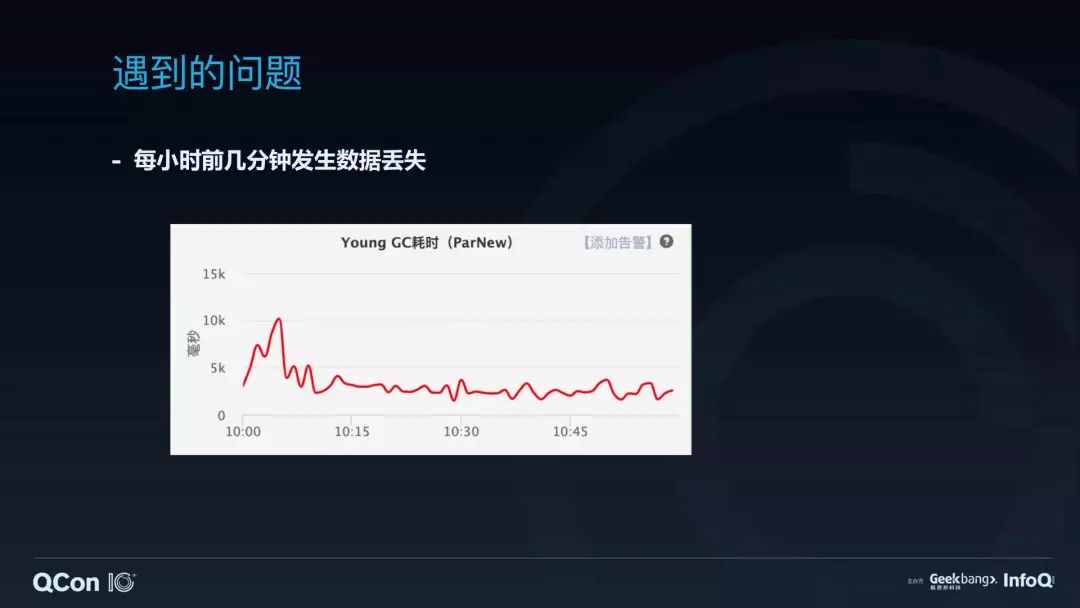 遇到的问题
- 每小时前几分钟发生数据丢失
Young GC耗时（ParNew）
【添加告警】 ?
15k
10k
5k
0
毫秒
10:00 10:15 10:30 10:45
QCon 10
主办方 Geekbang>. InfoQ
极客邦科技